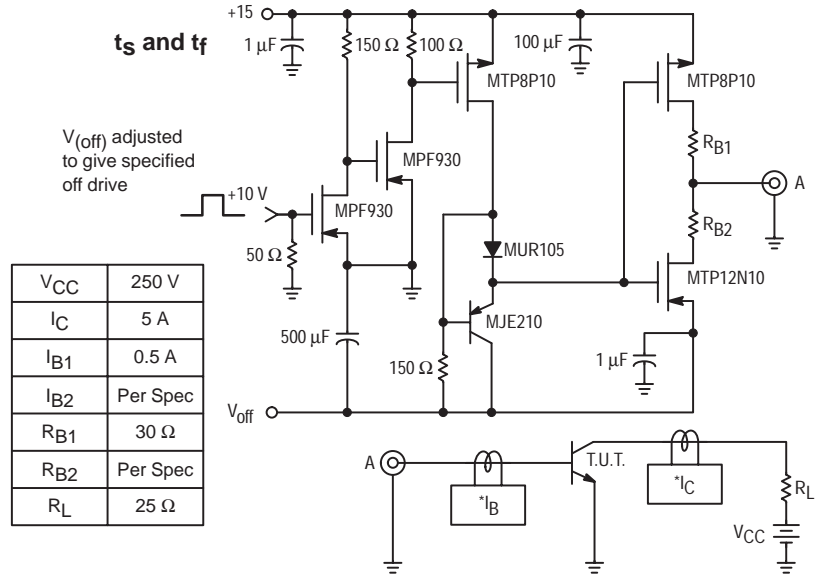 +15
ts and tf
1 µF
150 Ω
100 Ω
100 µF
MTP8P10
MTP8P10
V(off) adjusted
to give specified
off drive
RB1
MPF930
+10 V
MPF930
A
RB2
50 Ω
MUR105
MTP12N10
500 µF
MJE210
150 Ω
1 µF
Voff
VCC 250 V
IC 5 A
IB1 0.5 A
IB2 Per Spec
RB1 30 Ω
RB2 Per Spec
RL 25 Ω
A
*IB
T.U.T.
*IC
RL
VCC